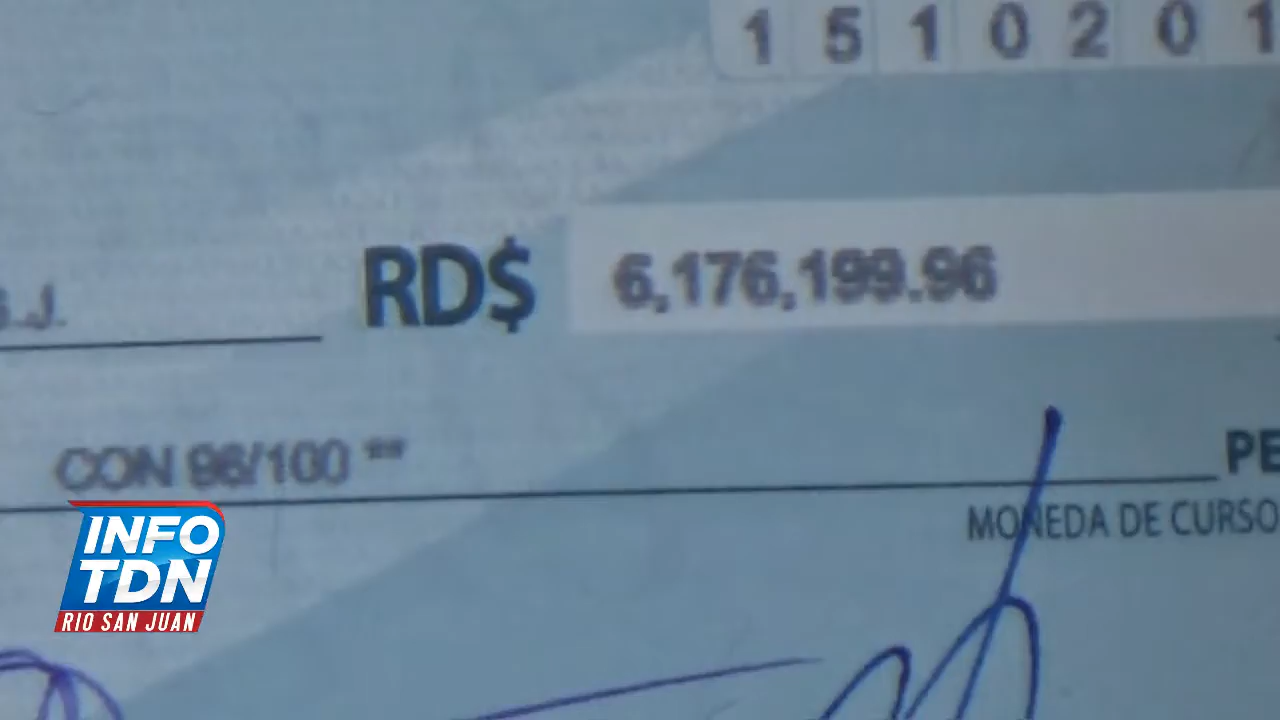 1 5 1 0 2 0 1
RD$ 6,176,199.96
S.J.
CON 96/100 **
PE
MONEDA DE CURSO
INFO
TDN
RIO SAN JUAN